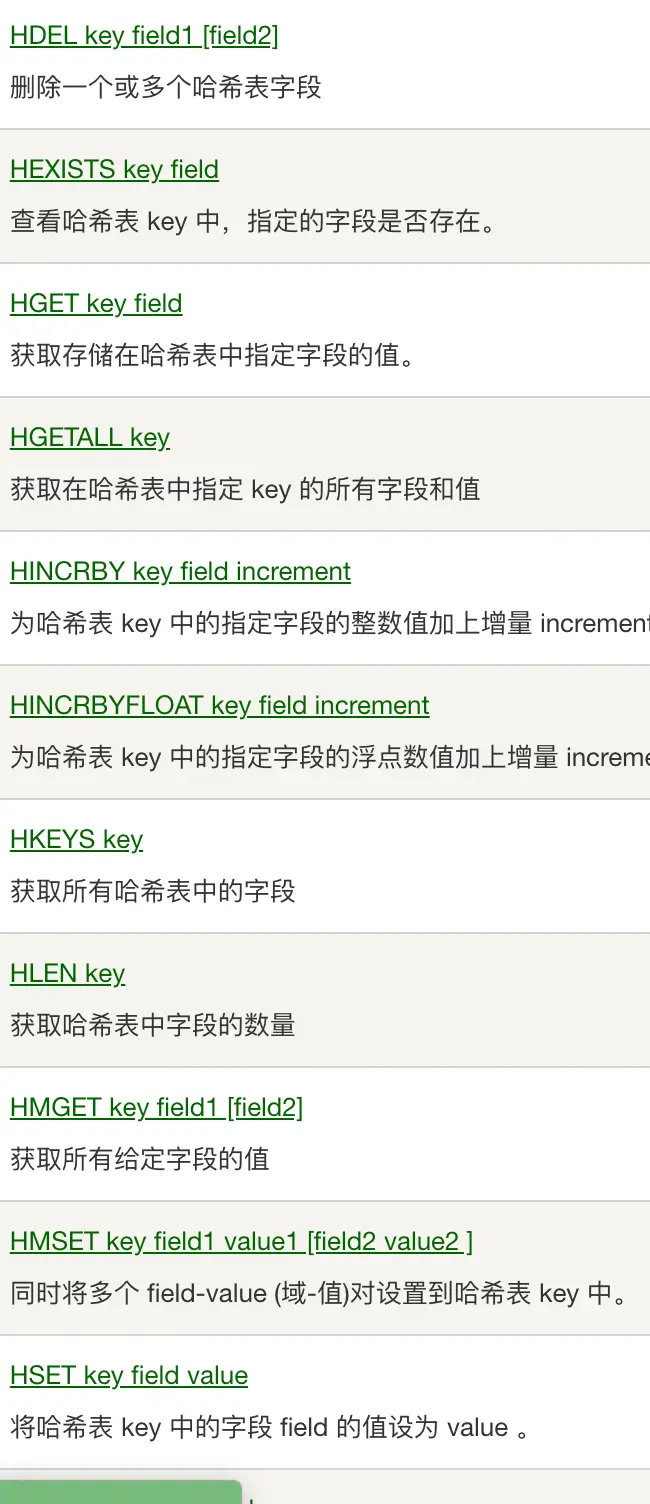 HDEL key field1 [field2]
删除一个或多个哈希表字段
HEXISTS key field
查看哈希表 key 中，指定的字段是否存在。
HGET key field
获取存储在哈希表中指定字段的值。
HGETALL key
获取在哈希表中指定 key 的所有字段和值
HINCRBY key field increment
为哈希表 key 中的指定字段的整数值加上增量 increment
HINCRBYFLOAT key field increment
为哈希表 key 中的指定字段的浮点数值加上增量 increme
HKEYS key
获取所有哈希表中的字段
HLEN key
获取哈希表中字段的数量
HMGET key field1 [field2]
获取所有给定字段的值
HMSET key field1 value1 [field2 value2 ]
同时将多个 field-value (域-值)对设置到哈希表 key 中。
HSET key field value
将哈希表 key 中的字段 field 的值设为 value 。